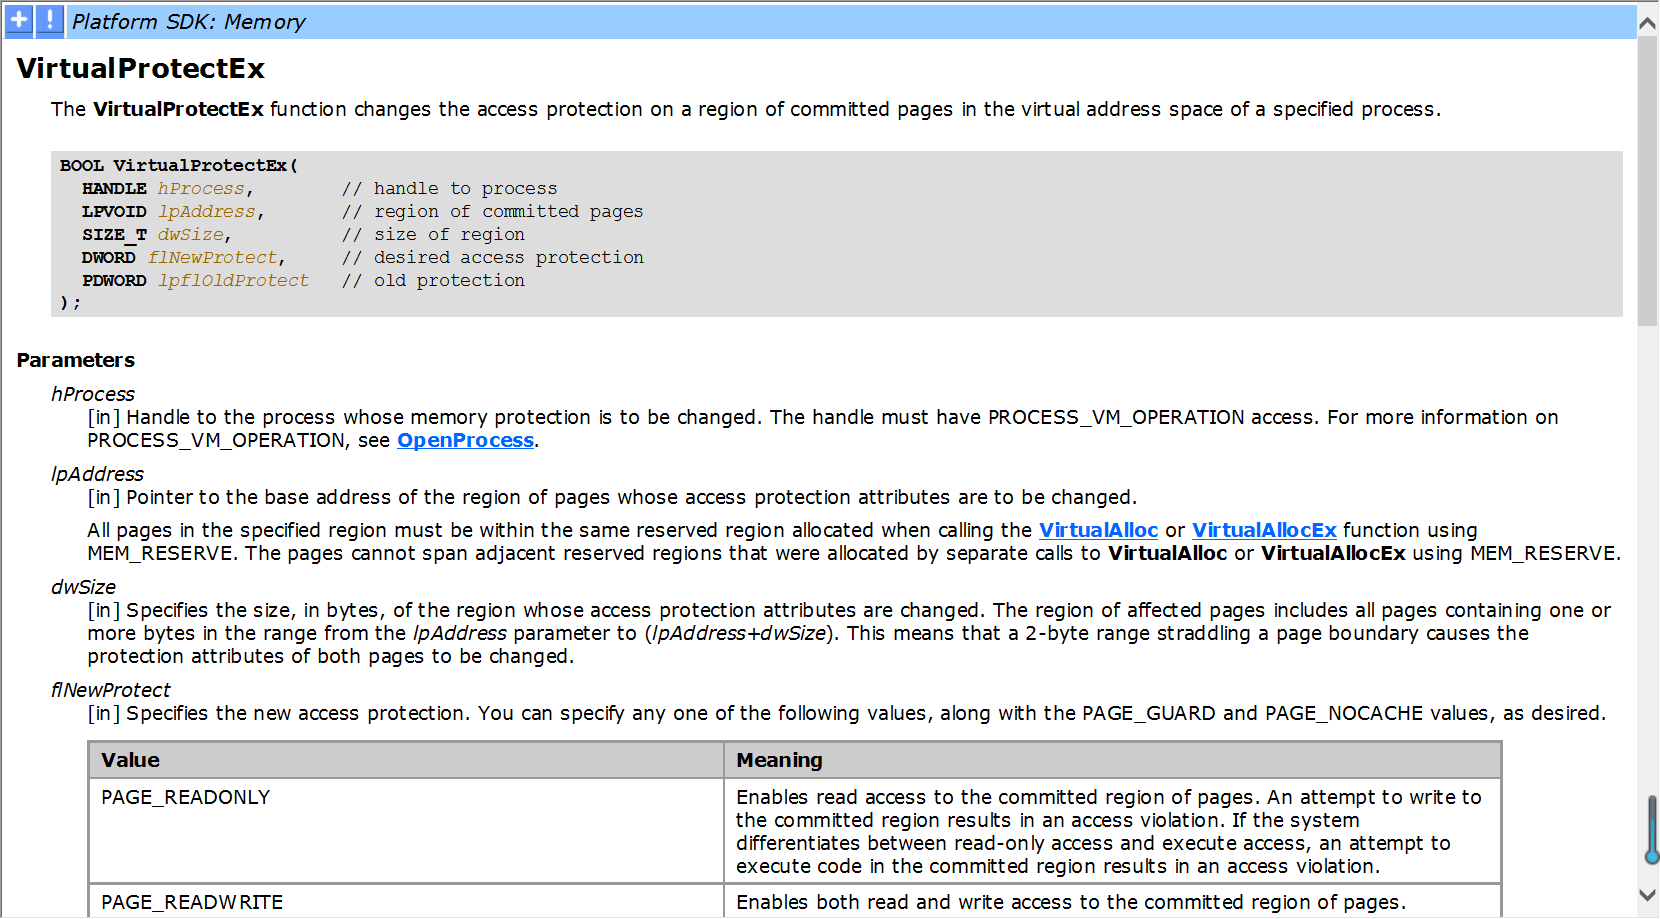 Platform SDK: Memory
VirtualProtectEx
The VirtualProtectEx function changes the access protection on a region of committed pages in the virtual address space of a specified process.
BOOL VirtualProtectEx(
  HANDLE hProcess,        // handle to process
  LPVOID lpAddress,       // region of committed pages
  SIZE_T dwSize,          // size of region
  DWORD flNewProtect,     // desired access protection
  PDWORD lpflOldProtect   // old protection
);
Parameters
hProcess
[in] Handle to the process whose memory protection is to be changed. The handle must have PROCESS_VM_OPERATION access. For more information on
PROCESS_VM_OPERATION, see OpenProcess.
lpAddress
[in] Pointer to the base address of the region of pages whose access protection attributes are to be changed.
All pages in the specified region must be within the same reserved region allocated when calling the VirtualAlloc or VirtualAllocEx function using
MEM_RESERVE. The pages cannot span adjacent reserved regions that were allocated by separate calls to VirtualAlloc or VirtualAllocEx using MEM_RESERVE.
dwSize
[in] Specifies the size, in bytes, of the region whose access protection attributes are changed. The region of affected pages includes all pages containing one or
more bytes in the range from the lpAddress parameter to (lpAddress+dwSize). This means that a 2-byte range straddling a page boundary causes the
protection attributes of both pages to be changed.
flNewProtect
[in] Specifies the new access protection. You can specify any one of the following values, along with the PAGE_GUARD and PAGE_NOCACHE values, as desired.
Value Meaning
PAGE_READONLY Enables read access to the committed region of pages. An attempt to write to
the committed region results in an access violation. If the system
differentiates between read-only access and execute access, an attempt to
execute code in the committed region results in an access violation.
PAGE_READWRITE Enables both read and write access to the committed region of pages.